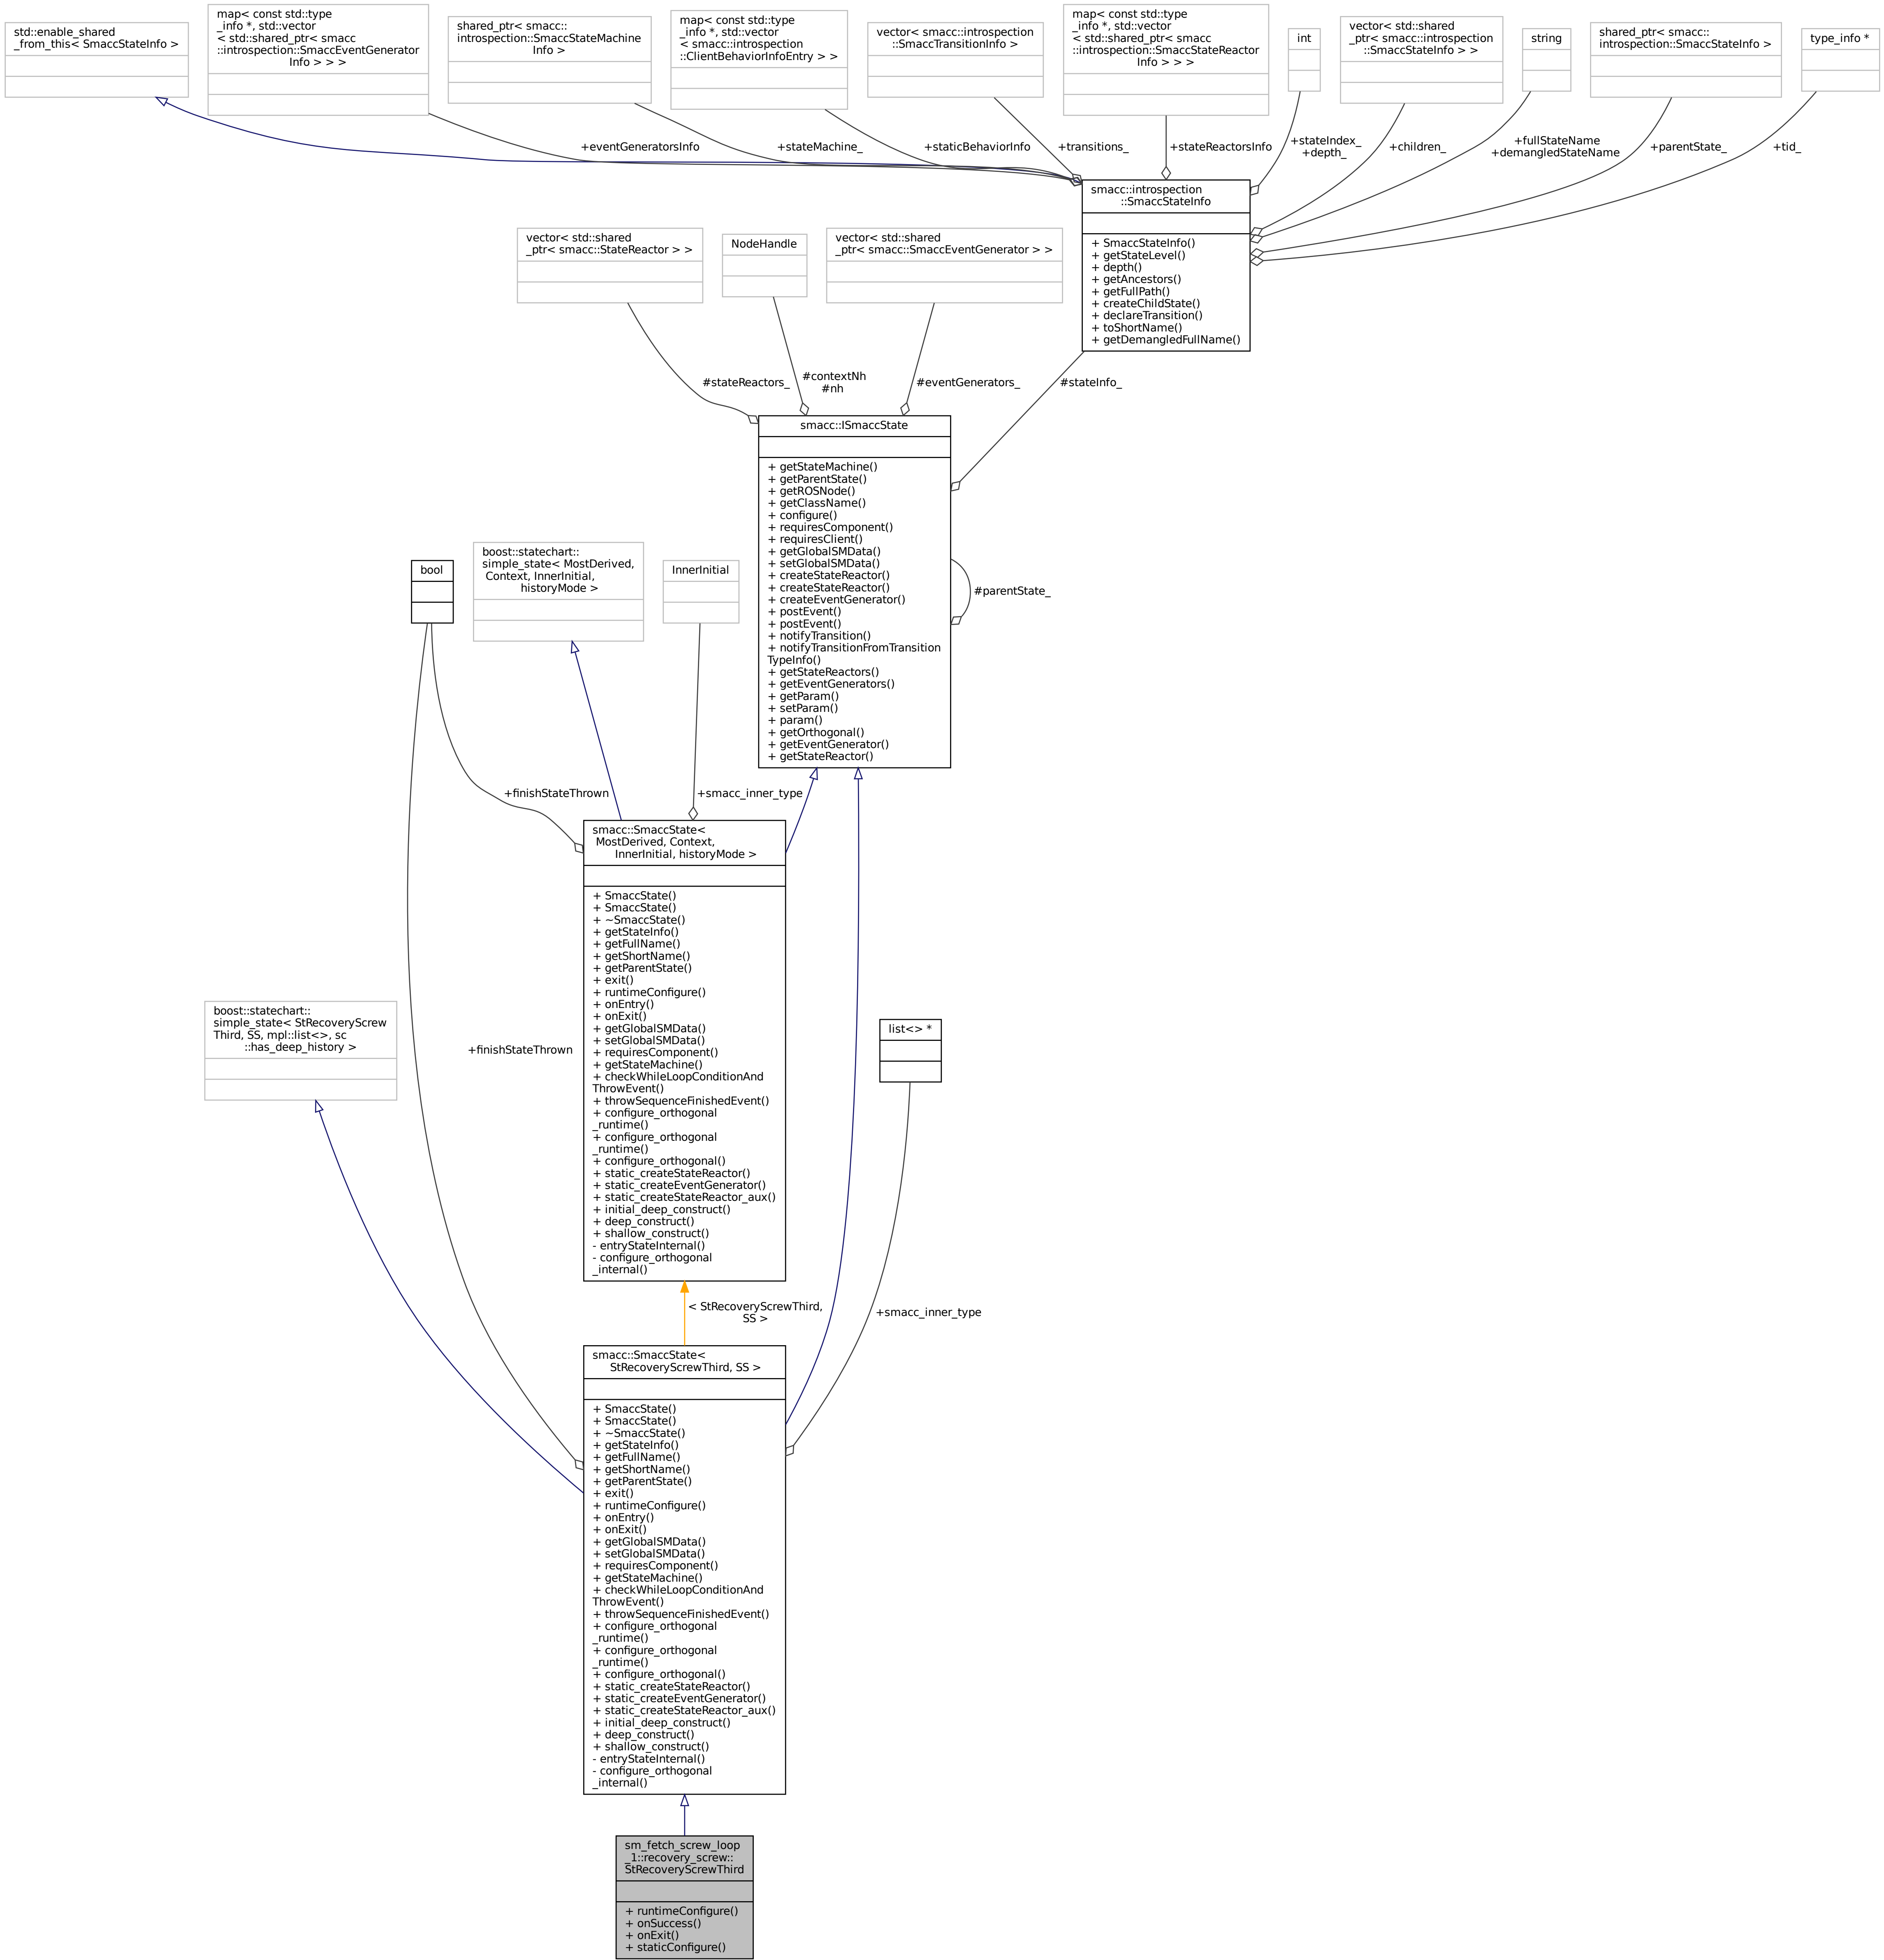 std::enable_shared
_from_this< SmaccStateInfo >
map< const std::type
_info *, std::vector
< std::shared_ptr< smacc
::introspection::SmaccEventGenerator
Info > > >
shared_ptr< smacc::
introspection::SmaccStateMachine
Info >
map< const std::type
_info *, std::vector
< smacc::introspection
::ClientBehaviorInfoEntry > >
vector< smacc::introspection
::SmaccTransitionInfo >
map< const std::type
_info *, std::vector
< std::shared_ptr< smacc
::introspection::SmaccStateReactor
Info > > >
int
vector< std::shared
_ptr< smacc::introspection
::SmaccStateInfo > >
string
shared_ptr< smacc::
introspection::SmaccStateInfo >
type_info *
+eventGeneratorsInfo
+stateMachine_
+staticBehaviorInfo
+transitions_
+stateReactorsInfo
+stateIndex_
+depth_
+children_
+fullStateName
+demangledStateName
+parentState_
+tid_
smacc::introspection
::SmaccStateInfo
+ SmaccStateInfo()
+ getStateLevel()
+ depth()
+ getAncestors()
+ getFullPath()
+ createChildState()
+ declareTransition()
+ toShortName()
+ getDemangledFullName()
vector< std::shared
_ptr< smacc::StateReactor > >
NodeHandle
vector< std::shared
_ptr< smacc::SmaccEventGenerator > >
#stateReactors_
#contextNh
#nh
#eventGenerators_
#stateInfo_
smacc::ISmaccState
+ getStateMachine()
+ getParentState()
+ getROSNode()
+ getClassName()
+ configure()
+ requiresComponent()
+ requiresClient()
+ getGlobalSMData()
+ setGlobalSMData()
+ createStateReactor()
+ createStateReactor()
+ createEventGenerator()
+ postEvent()
+ postEvent()
+ notifyTransition()
+ notifyTransitionFromTransition
TypeInfo()
+ getStateReactors()
+ getEventGenerators()
+ getParam()
+ setParam()
+ param()
+ getOrthogonal()
+ getEventGenerator()
+ getStateReactor()
#parentState_
bool
boost::statechart::
simple_state< MostDerived,
Context, InnerInitial,
historyMode >
InnerInitial
+finishStateThrown
+smacc_inner_type
smacc::SmaccState<
MostDerived, Context,
InnerInitial, historyMode >
+ SmaccState()
+ SmaccState()
+ ~SmaccState()
+ getStateInfo()
+ getFullName()
+ getShortName()
+ getParentState()
+ exit()
+ runtimeConfigure()
+ onEntry()
+ onExit()
+ getGlobalSMData()
+ setGlobalSMData()
+ requiresComponent()
+ getStateMachine()
+ checkWhileLoopConditionAnd
ThrowEvent()
+ throwSequenceFinishedEvent()
+ configure_orthogonal
_runtime()
+ configure_orthogonal
_runtime()
+ configure_orthogonal()
+ static_createStateReactor()
+ static_createEventGenerator()
+ static_createStateReactor_aux()
+ initial_deep_construct()
+ deep_construct()
+ shallow_construct()
- entryStateInternal()
- configure_orthogonal
_internal()
boost::statechart::
simple_state< StRecoveryScrew
Third, SS, mpl::list<>, sc
::has_deep_history >
+finishStateThrown
list<> *
< StRecoveryScrewThird,
SS >
+smacc_inner_type
smacc::SmaccState<
StRecoveryScrewThird, SS >
+ SmaccState()
+ SmaccState()
+ ~SmaccState()
+ getStateInfo()
+ getFullName()
+ getShortName()
+ getParentState()
+ exit()
+ runtimeConfigure()
+ onEntry()
+ onExit()
+ getGlobalSMData()
+ setGlobalSMData()
+ requiresComponent()
+ getStateMachine()
+ checkWhileLoopConditionAnd
ThrowEvent()
+ throwSequenceFinishedEvent()
+ configure_orthogonal
_runtime()
+ configure_orthogonal
_runtime()
+ configure_orthogonal()
+ static_createStateReactor()
+ static_createEventGenerator()
+ static_createStateReactor_aux()
+ initial_deep_construct()
+ deep_construct()
+ shallow_construct()
- entryStateInternal()
- configure_orthogonal
_internal()
sm_fetch_screw_loop
_1::recovery_screw::
StRecoveryScrewThird
+ runtimeConfigure()
+ onSuccess()
+ onExit()
+ staticConfigure()